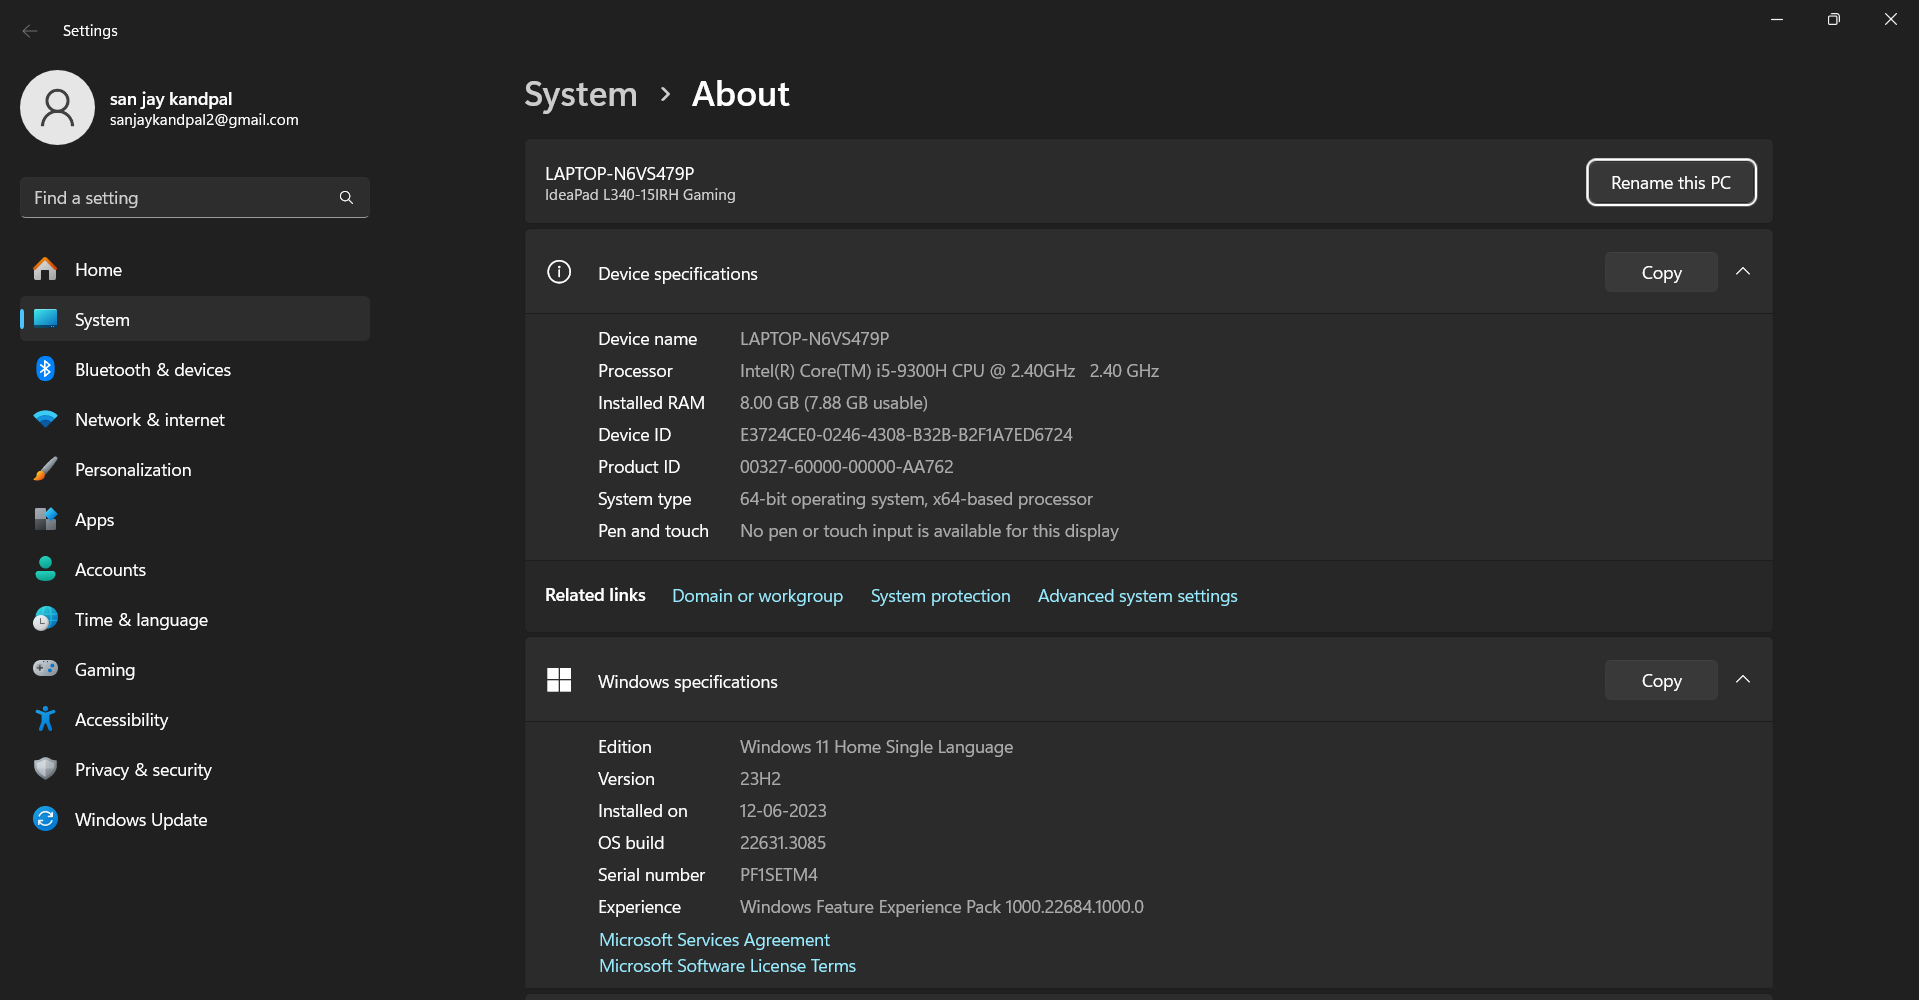 Settings
san jay kandpal
sanjaykandpal2@gmail.com
Find a setting
Home
System
Bluetooth & devices
Network & internet
Personalization
Apps
Accounts
Time & language
Gaming
Accessibility
Privacy & security
Windows Update
System > About
LAPTOP-N6VS479P
IdeaPad L340-15IRH Gaming
Rename this PC
Device specifications Copy
Device name LAPTOP-N6VS479P
Processor Intel(R) Core(TM) i5-9300H CPU @ 2.40GHz 2.40 GHz
Installed RAM 8.00 GB (7.88 GB usable)
Device ID E3724CE0-0246-4308-B32B-B2F1A7ED6724
Product ID 00327-60000-00000-AA762
System type 64-bit operating system, x64-based processor
Pen and touch No pen or touch input is available for this display
Related links Domain or workgroup System protection Advanced system settings
Windows specifications Copy
Edition Windows 11 Home Single Language
Version 23H2
Installed on 12-06-2023
OS build 22631.3085
Serial number PF1SETM4
Experience Windows Feature Experience Pack 1000.22684.1000.0
Microsoft Services Agreement
Microsoft Software License Terms